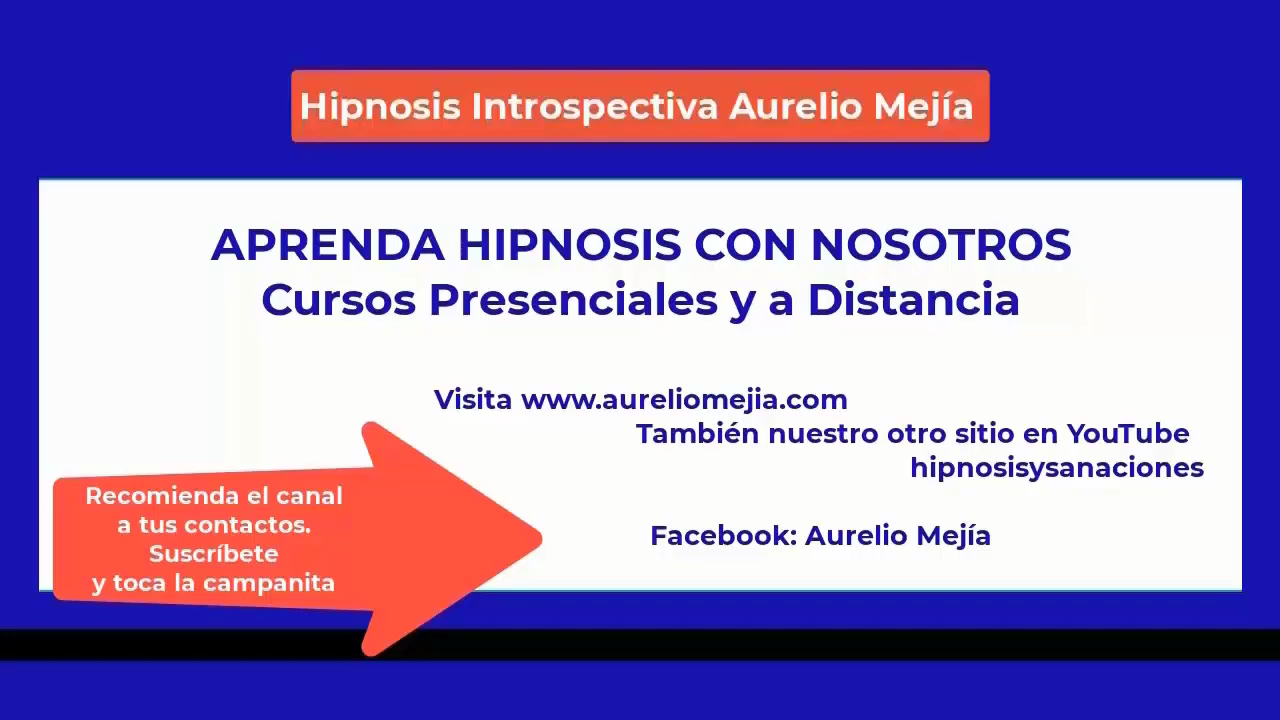 Hipnosis Introspectiva Aurelio Mejía
APRENDA HIPNOSIS CON NOSOTROS
Cursos Presenciales y a Distancia
Visita www.aureliomejia.com
También nuestro otro sitio en YouTube
hipnosisysanaciones
Facebook: Aurelio Mejía
Recomienda el canal
a tus contactos.
Suscríbete
y toca la campanita